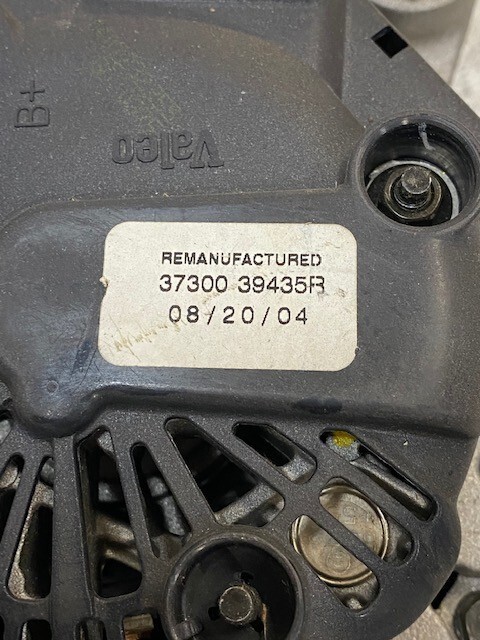 B+
Valeo
REMANUFACTURED
37300 39435R
08/20/04